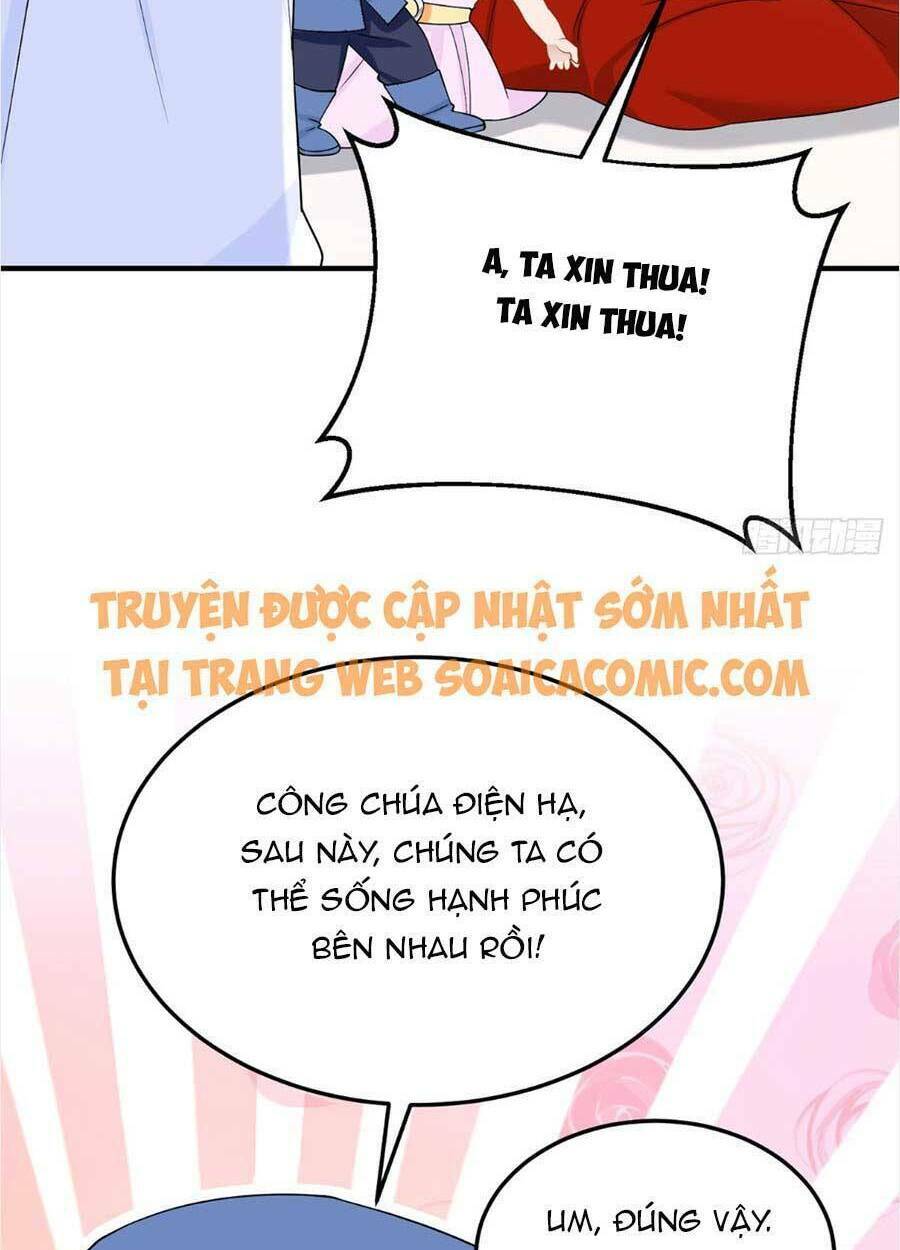 A, TA XIN THUA!
TA XIN THUA!
TRUYỆN ĐƯỢC CẬP NHẬT SỚM NHẤT
TẠI TRANG WEB SOAICACOMIC.COM
CÔNG CHÚA ĐIỆN HẠ,
SAU NÀY, CHÚNG TA CÓ
THỂ SỐNG HẠNH PHÚC
BÊN NHAU RỒI!
UM, ĐÚNG VẬY.